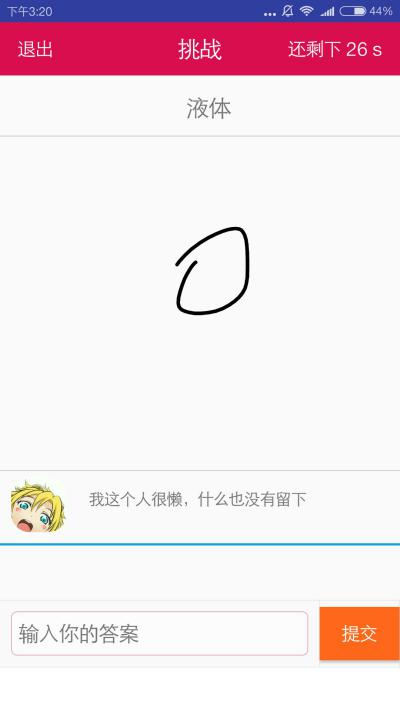 下午3:20 ... 44%
退出 挑战 还剩下 26 s
液体
我这个人很懒，什么也没有留下
输入你的答案 提交